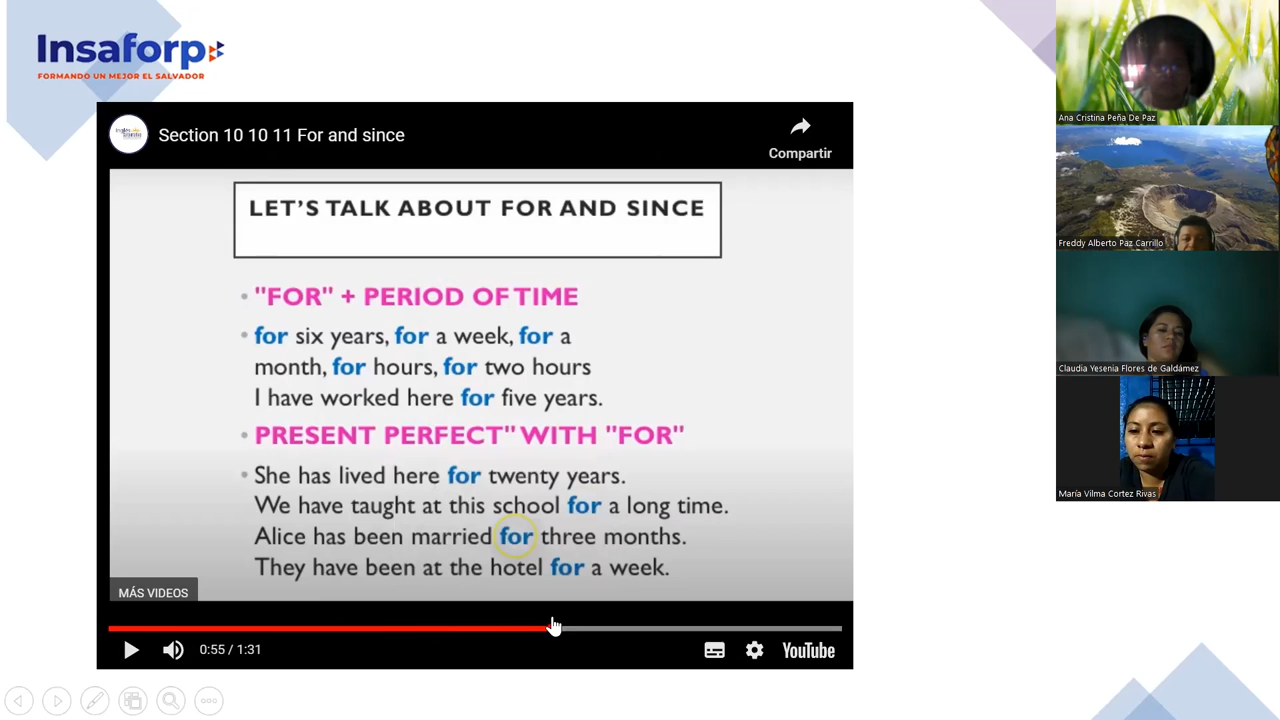 Insaforp
FORMANDO UN MEJOR EL SALVADOR
Section 10 10 11 For and since
Compartir
LET'S TALK ABOUT FOR AND SINCE
• "FOR" + PERIOD OF TIME
• for six years, for a week, for a
month, for hours, for two hours
I have worked here for five years.
• PRESENT PERFECT" WITH "FOR"
• She has lived here for twenty years.
We have taught at this school for a long time.
Alice has been married for three months.
They have been at the hotel for a week.
MÁS VIDEOS
0:55 / 1:31
YouTube
Ana Cristina Peña De Paz
Freddy Alberto Paz Carrillo
Claudia Yesenia Flores de Galdámez
María Vilma Cortez Rivas